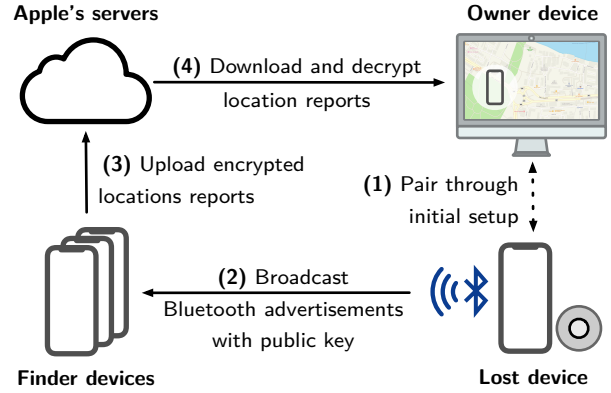 Apple's servers
Owner device
(4) Download and decrypt
location reports
(3) Upload encrypted
locations reports
(1) Pair through
initial setup
(2) Broadcast
Bluetooth advertisements
with public key
Finder devices
Lost device